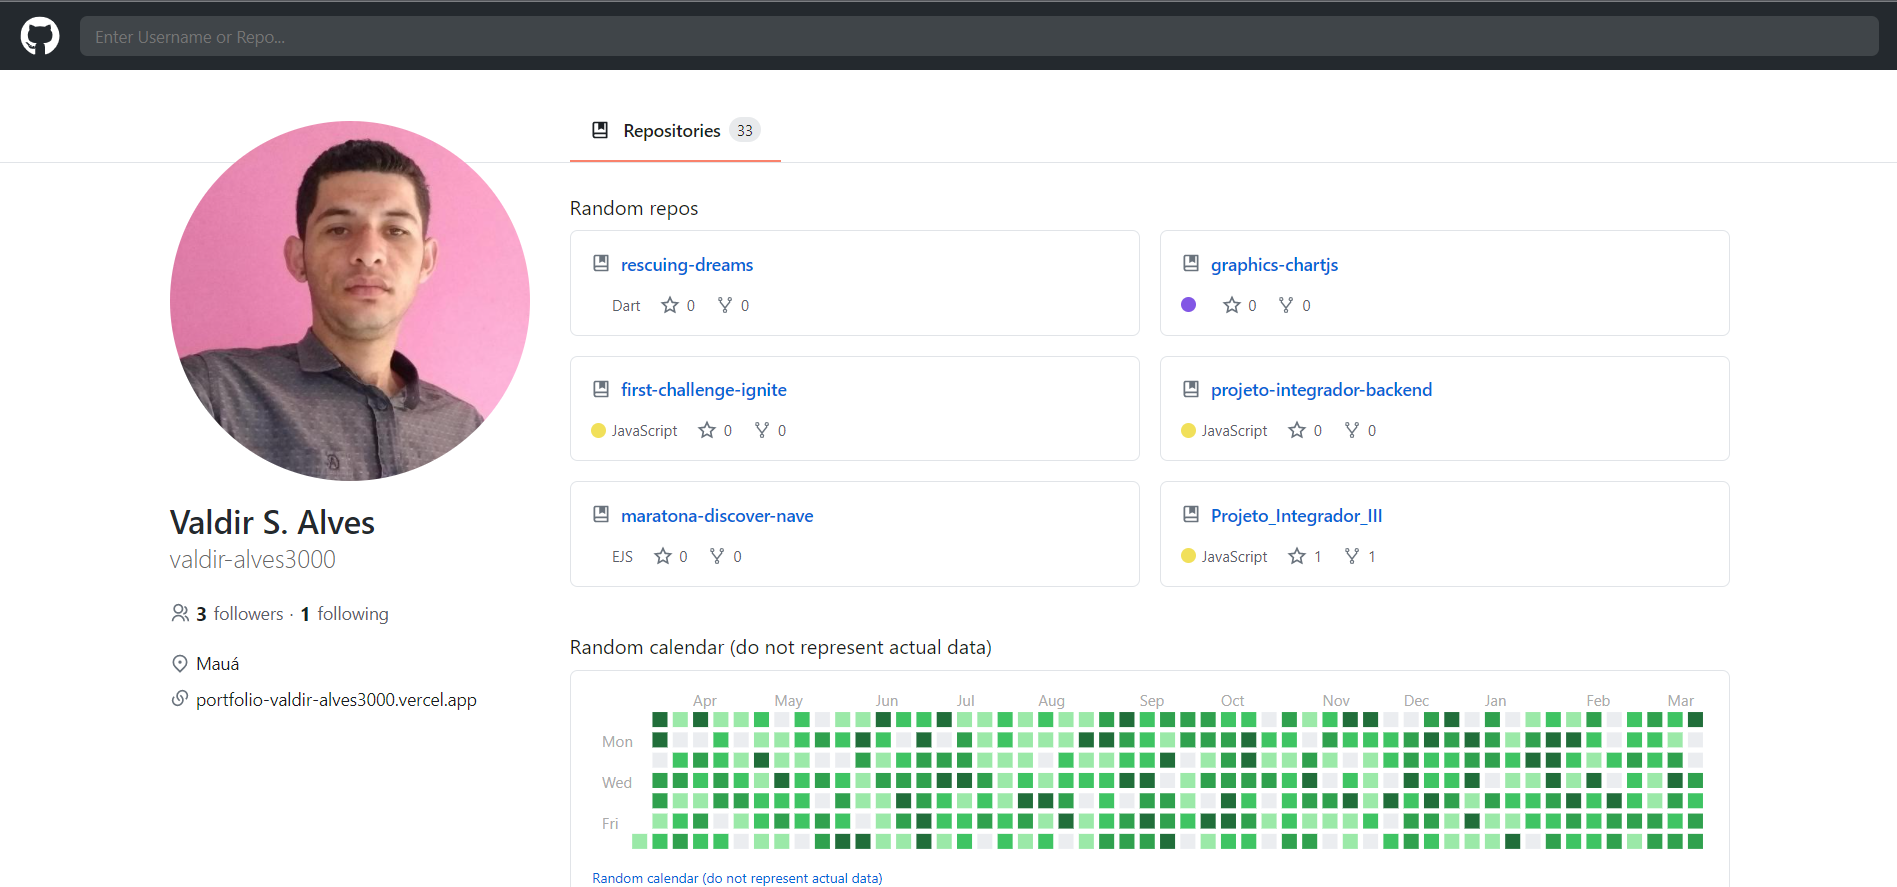 Enter Username or Repo...
Repositories 33
Valdir S. Alves
valdir-alves3000
3 followers · 1 following
Mauá
portfolio-valdir-alves3000.vercel.app
Random repos
rescuing-dreams
Dart 0 0
graphics-chartjs
0 0
first-challenge-ignite
JavaScript 0 0
projeto-integrador-backend
JavaScript 0 0
maratona-discover-nave
EJS 0 0
Projeto_Integrador_III
JavaScript 1 1
Random calendar (do not represent actual data)
Apr May Jun Jul Aug Sep Oct Nov Dec Jan Feb Mar
Mon
Wed
Fri
Random calendar (do not represent actual data)